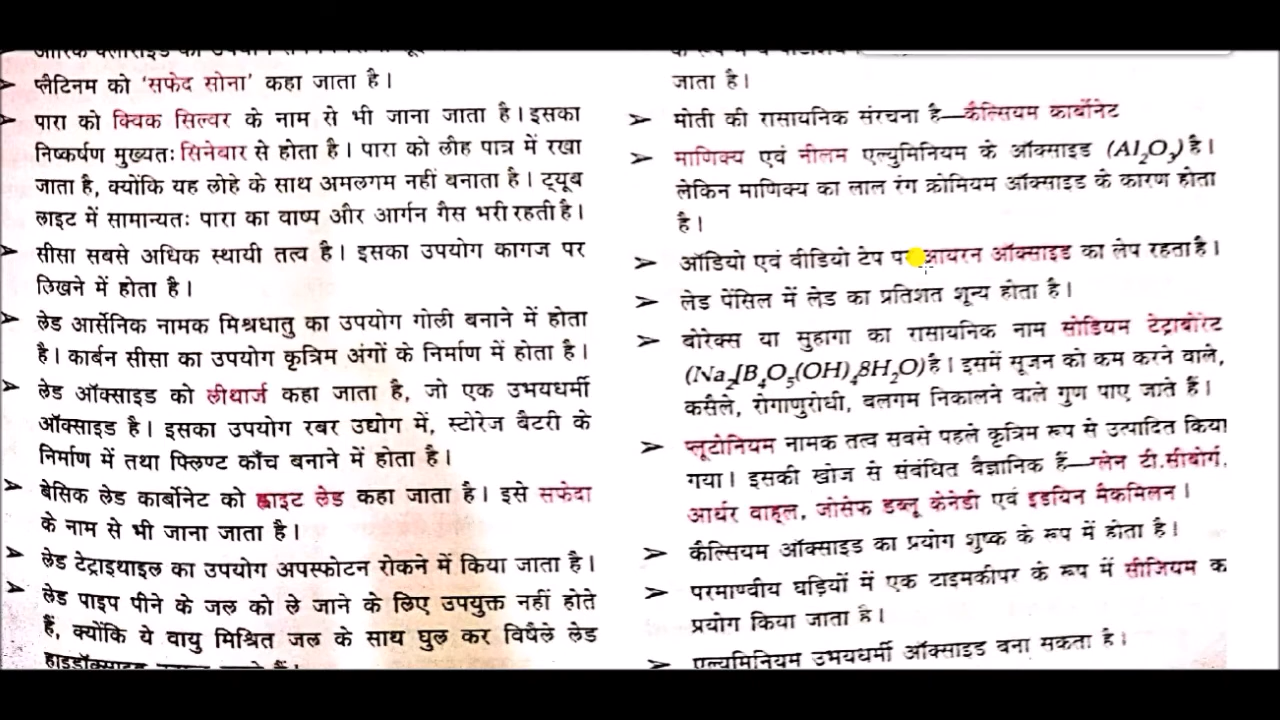 प्लैटिनम को 'सफेद सोना' कहा जाता है।
पारा को क्विक सिल्वर के नाम से भी जाना जाता है। इसका
निष्कर्षण मुख्यतः सिनेबार से होता है। पारा को लौह पात्र में रखा
जाता है, क्योंकि यह लोहे के साथ अमलगम नहीं बनाता है। ट्यूब
लाइट में सामान्यतः पारा का वाष्प और आर्गन गैस भरी रहती है।
सीसा सबसे अधिक स्थायी तत्व है। इसका उपयोग कागज पर
लिखने में होता है।
लेड आर्सेनिक नामक मिश्रधातु का उपयोग गोली बनाने में होता
है। कार्बन सीसा का उपयोग कृत्रिम अंगों के निर्माण में होता है।
लेड ऑक्साइड को लीथार्ज कहा जाता है, जो एक उभयधर्मी
ऑक्साइड है। इसका उपयोग रबर उद्योग में, स्टोरेज बैटरी के
निर्माण में तथा फ्लिण्ट काँच बनाने में होता है।
बेसिक लेड कार्बोनेट को ह्वाइट लेड कहा जाता है। इसे सफेदा
के नाम से भी जाना जाता है।
लेड टेट्राइथाइल का उपयोग अपस्फोटन रोकने में किया जाता है।
लेड पाइप पीने के जल को ले जाने के लिए उपयुक्त नहीं होते
हैं, क्योंकि ये वायु मिश्रित जल के साथ घुल कर विषैले लेड
जाता है।
मोती की रासायनिक संरचना है—कैल्सियम कार्बोनेट
माणिक्य एवं नीलम एल्युमिनियम के ऑक्साइड (Al₂O₃) है।
लेकिन माणिक्य का लाल रंग क्रोमियम ऑक्साइड के कारण होता
है।
ऑडियो एवं वीडियो टेप पर आयरन ऑक्साइड का लेप रहता है।
लेड पेंसिल में लेड का प्रतिशत शून्य होता है।
बोरेक्स या सुहागा का रासायनिक नाम सोडियम टेट्राबोरेट
(Na₂[B₄O₅(OH)₄8H₂O) है। इसमें सूजन को कम करने वाले,
कसैले, रोगाणुरोधी, बलगम निकालने वाले गुण पाए जाते हैं।
प्लूटोनियम नामक तत्व सबसे पहले कृत्रिम रूप से उत्पादित किया
गया। इसकी खोज से संबंधित वैज्ञानिक हैं—ग्लेन टी.सीबोर्ग,
आर्थर वाह्ल, जोसेफ डब्लू केनेडी एवं इडविन मैकमिलन।
कैल्सियम ऑक्साइड का प्रयोग शुष्क के रूप में होता है।
परमाण्वीय घड़ियों में एक टाइमकीपर के रूप में सीजियम क
प्रयोग किया जाता है।
एल्युमिनियम उभयधर्मी ऑक्साइड बना सकता है।